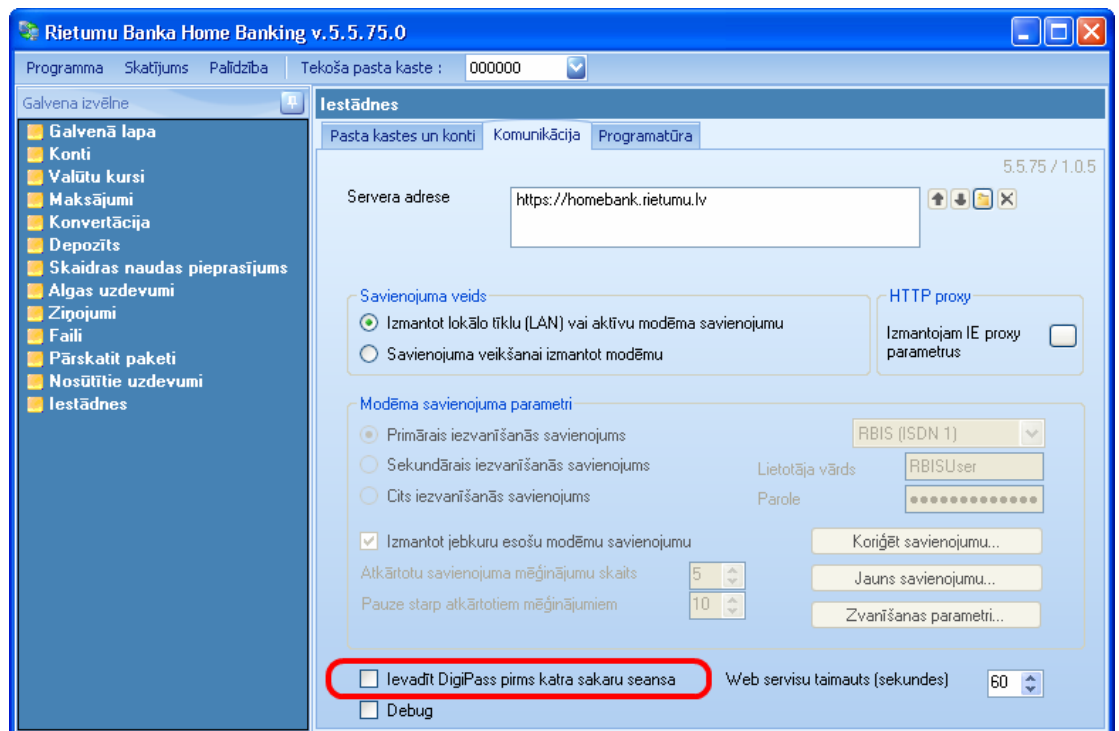 Rietumu Banka Home Banking v.5.5.75.0
Programma Skatījums Palīdzība Tekoša pasta kaste : 000000
Galvena izvēlne
Galvenā lapa
Konti
Valūtu kursi
Maksājumi
Konvertācija
Depozīts
Skaidras naudas pieprasījums
Algas uzdevumi
Ziņojumi
Faili
Pārskatit paketi
Nosūtītie uzdevumi
Iestādnes
Iestādnes
Pasta kastes un konti Komunikācija Programatūra
5.5.75 / 1.0.5
Servera adrese https://homebank.rietumu.lv
Savienojuma veids
Izmantot lokālo tīklu (LAN) vai aktīvu modēma savienojumu
Savienojuma veikšanai izmantot modēmu
HTTP proxy
Izmantojam IE proxy
parametrus
Modēma savienojuma parametri
Primārais iezvanīšanās savienojums RBIS (ISDN 1)
Sekundārais iezvanīšanās savienojums
Lietotāja vārds RBISUser
Cits iezvanīšanās savienojums
Parole
Izmantot jebkuru esošu modēmu savienojumu
Koriģēt savienojumu...
Atkārtotu savienojuma mēģinājumu skaits 5
Jauns savienojumu...
Pauze starp atkārtotiem mēģinājumiem 10
Zvanīšanas parametri...
Ievadīt DigiPass pirms katra sakaru seansa
Web servisu taimauts (sekundes) 60
Debug